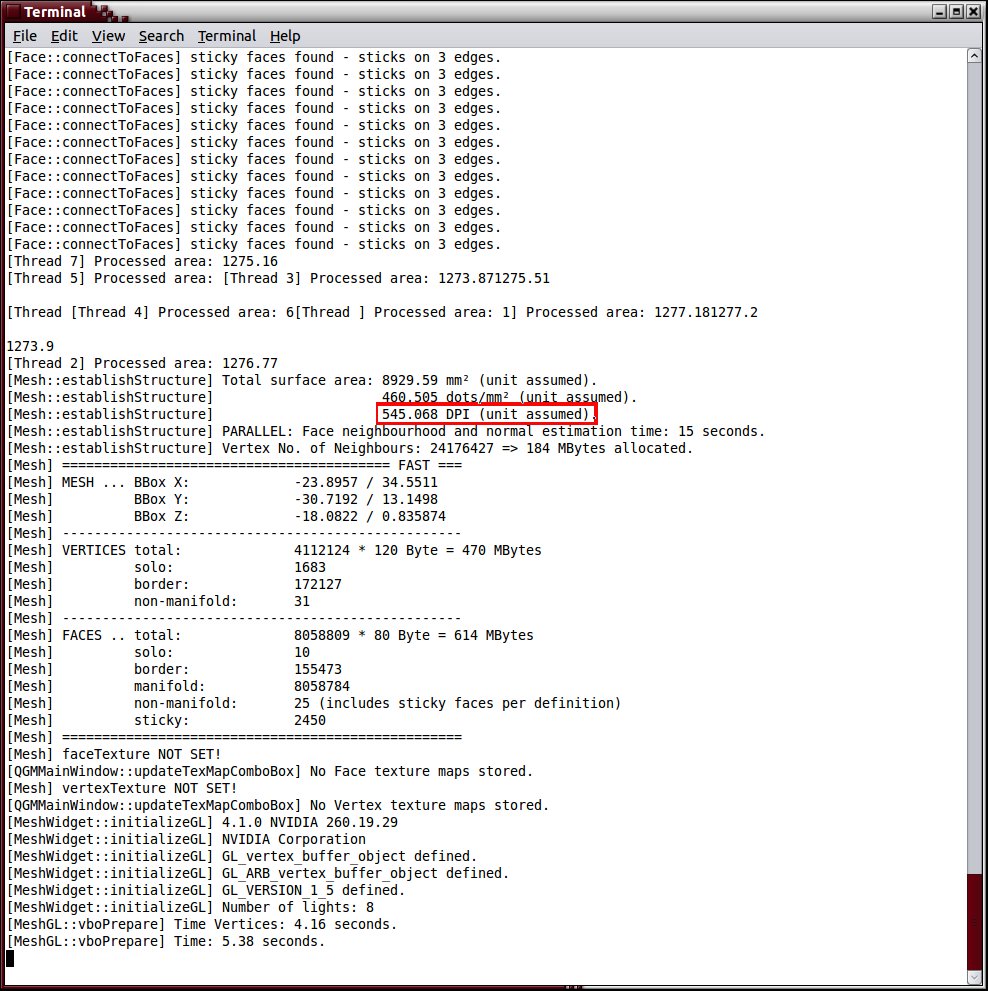 Terminal
File Edit View Search Terminal Help
[Face::connectToFaces] sticky faces found - sticks on 3 edges.
[Face::connectToFaces] sticky faces found - sticks on 3 edges.
[Face::connectToFaces] sticky faces found - sticks on 3 edges.
[Face::connectToFaces] sticky faces found - sticks on 3 edges.
[Face::connectToFaces] sticky faces found - sticks on 3 edges.
[Face::connectToFaces] sticky faces found - sticks on 3 edges.
[Face::connectToFaces] sticky faces found - sticks on 3 edges.
[Face::connectToFaces] sticky faces found - sticks on 3 edges.
[Face::connectToFaces] sticky faces found - sticks on 3 edges.
[Face::connectToFaces] sticky faces found - sticks on 3 edges.
[Face::connectToFaces] sticky faces found - sticks on 3 edges.
[Face::connectToFaces] sticky faces found - sticks on 3 edges.
[Thread 7] Processed area: 1275.16
[Thread 5] Processed area: [Thread 3] Processed area: 1273.871275.51
[Thread [Thread 4] Processed area: 6[Thread ] Processed area: 1] Processed area: 1277.181277.2
1273.9
[Thread 2] Processed area: 1276.77
[Mesh::establishStructure] Total surface area: 8929.59 mm² (unit assumed).
[Mesh::establishStructure] 460.505 dots/mm² (unit assumed).
[Mesh::establishStructure] 545.068 DPI (unit assumed).
[Mesh::establishStructure] PARALLEL: Face neighbourhood and normal estimation time: 15 seconds.
[Mesh::establishStructure] Vertex No. of Neighbours: 24176427 => 184 MBytes allocated.
[Mesh] ========================================= FAST ===
[Mesh] MESH ... BBox X: -23.8957 / 34.5511
[Mesh] BBox Y: -30.7192 / 13.1498
[Mesh] BBox Z: -18.0822 / 0.835874
[Mesh] --------------------------------------------------
[Mesh] VERTICES total: 4112124 * 120 Byte = 470 MBytes
[Mesh] solo: 1683
[Mesh] border: 172127
[Mesh] non-manifold: 31
[Mesh] --------------------------------------------------
[Mesh] FACES .. total: 8058809 * 80 Byte = 614 MBytes
[Mesh] solo: 10
[Mesh] border: 155473
[Mesh] manifold: 8058784
[Mesh] non-manifold: 25 (includes sticky faces per definition)
[Mesh] sticky: 2450
[Mesh] ==================================================
[Mesh] faceTexture NOT SET!
[QGMMainWindow::updateTexMapComboBox] No Face texture maps stored.
[Mesh] vertexTexture NOT SET!
[QGMMainWindow::updateTexMapComboBox] No Vertex texture maps stored.
[MeshWidget::initializeGL] 4.1.0 NVIDIA 260.19.29
[MeshWidget::initializeGL] NVIDIA Corporation
[MeshWidget::initializeGL] GL_vertex_buffer_object defined.
[MeshWidget::initializeGL] GL_ARB_vertex_buffer_object defined.
[MeshWidget::initializeGL] GL_VERSION_1_5 defined.
[MeshWidget::initializeGL] Number of lights: 8
[MeshGL::vboPrepare] Time Vertices: 4.16 seconds.
[MeshGL::vboPrepare] Time: 5.38 seconds.